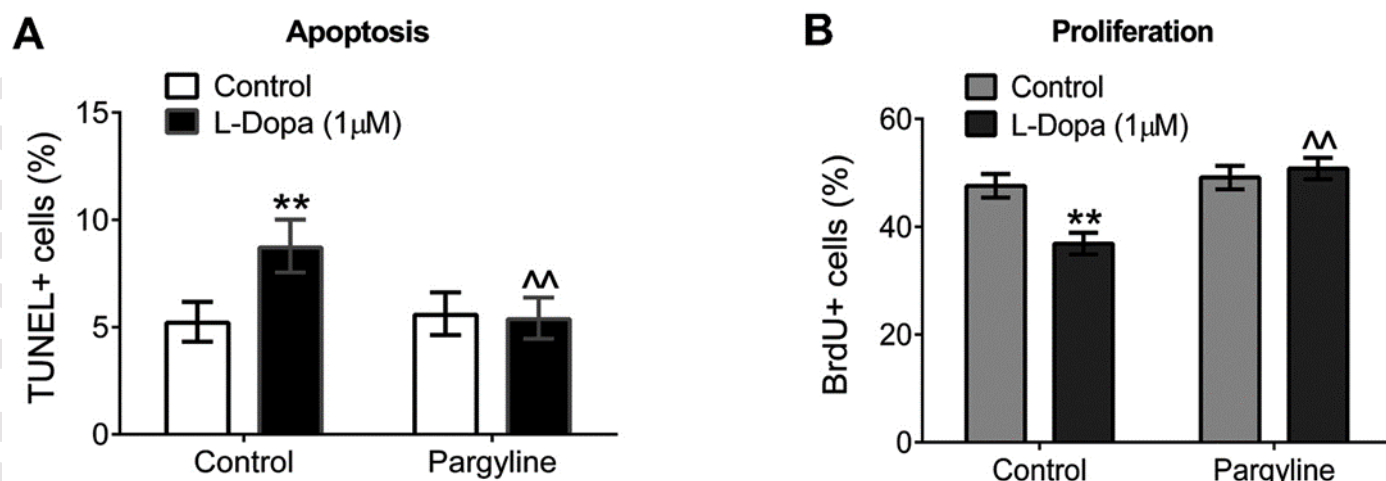 A
Apoptosis
Control
L-Dopa (1μM)
TUNEL+ cells (%)
15
10
5
0
**
^^
Control
Pargyline
B
Proliferation
Control
L-Dopa (1μM)
BrdU+ cells (%)
60
40
20
0
**
^^
Control
Pargyline